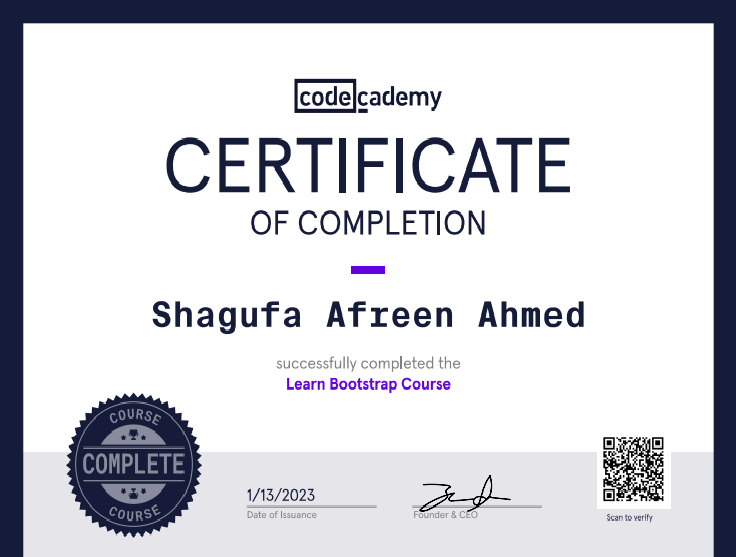 codecademy
CERTIFICATE
OF COMPLETION
Shagufa Afreen Ahmed
successfully completed the
Learn Bootstrap Course
COURSE
COMPLETE
COURSE
1/13/2023
Date of Issuance
Founder & CEO
Scan to verify